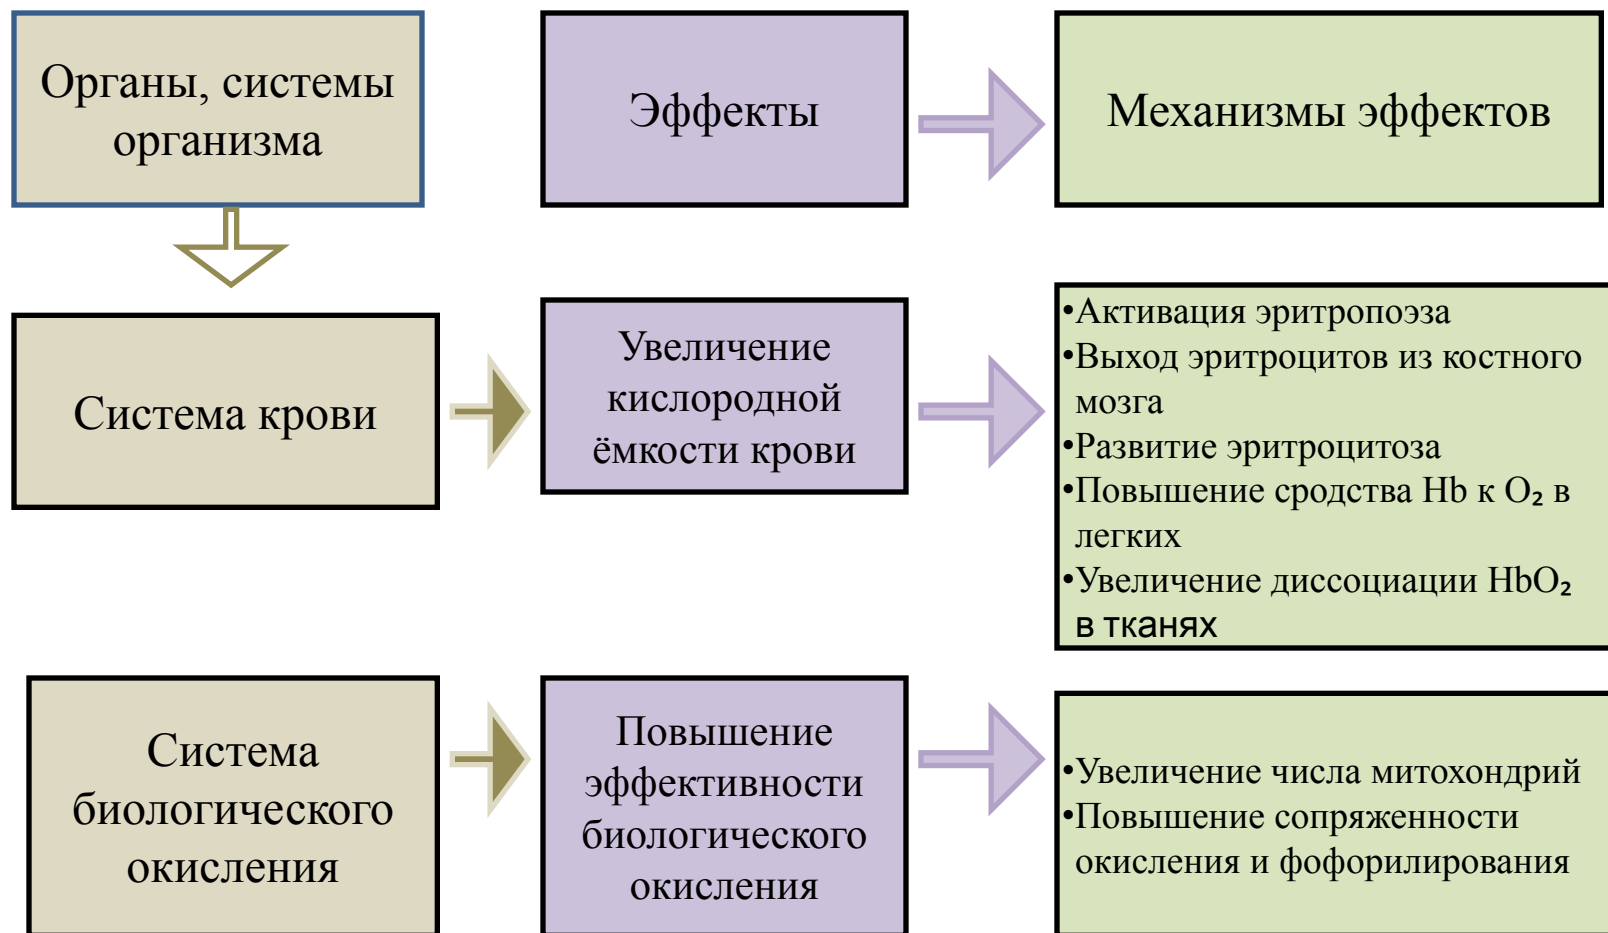 Органы, системы
организма
Эффекты
Механизмы эффектов
Система крови
Увеличение
кислородной
ёмкости крови
•Активация эритропоэза
•Выход эритроцитов из костного
мозга
•Развитие эритроцитоза
•Повышение сродства Hb к O₂ в
легких
•Увеличение диссоциации HbO₂
в тканях
Система
биологического
окисления
Повышение
эффективности
биологического
окисления
•Увеличение числа митохондрий
•Повышение сопряженности
окисления и фофорилирования